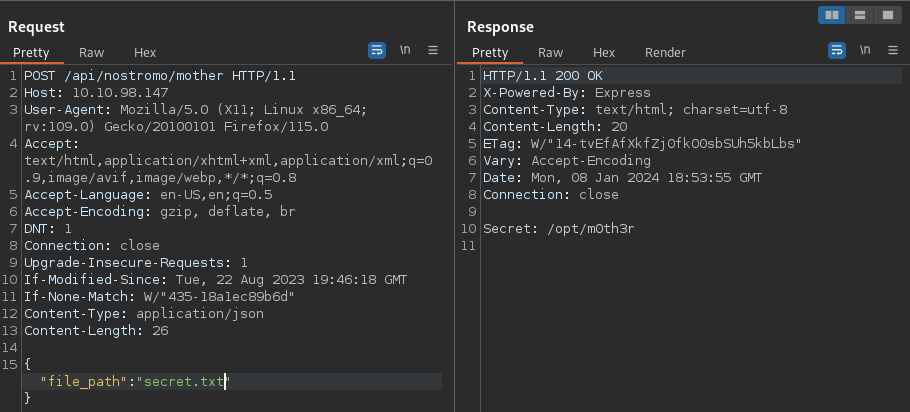 Request
Pretty Raw Hex \n
1 POST /api/nostromo/mother HTTP/1.1
2 Host: 10.10.98.147
3 User-Agent: Mozilla/5.0 (X11; Linux x86_64;
rv:109.0) Gecko/20100101 Firefox/115.0
4 Accept:
text/html,application/xhtml+xml,application/xml;q=0
.9,image/avif,image/webp,*/*;q=0.8
5 Accept-Language: en-US,en;q=0.5
6 Accept-Encoding: gzip, deflate, br
7 DNT: 1
8 Connection: close
9 Upgrade-Insecure-Requests: 1
10 If-Modified-Since: Tue, 22 Aug 2023 19:46:18 GMT
11 If-None-Match: W/"435-18a1ec89b6d"
12 Content-Type: application/json
13 Content-Length: 26
14
15 {
"file_path":"secret.txt"
}
Response
Pretty Raw Hex Render \n
1 HTTP/1.1 200 OK
2 X-Powered-By: Express
3 Content-Type: text/html; charset=utf-8
4 Content-Length: 20
5 ETag: W/"14-tvEfAfXkfZjOfkO0sbSUh5kbLbs"
6 Vary: Accept-Encoding
7 Date: Mon, 08 Jan 2024 18:53:55 GMT
8 Connection: close
9
10 Secret: /opt/m0th3r
11